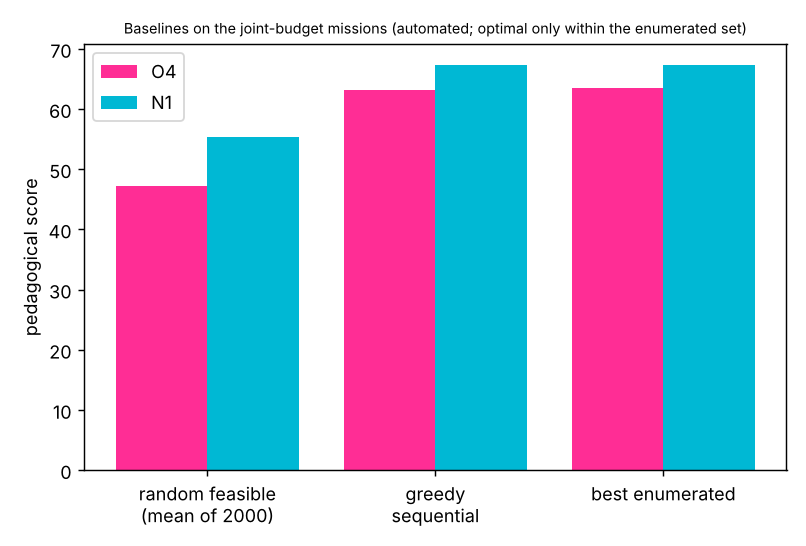 Baselines on the joint-budget missions (automated; optimal only within the enumerated set)
O4
N1
pedagogical score
70
60
50
40
30
20
10
0
random feasible
(mean of 2000)
greedy
sequential
best enumerated